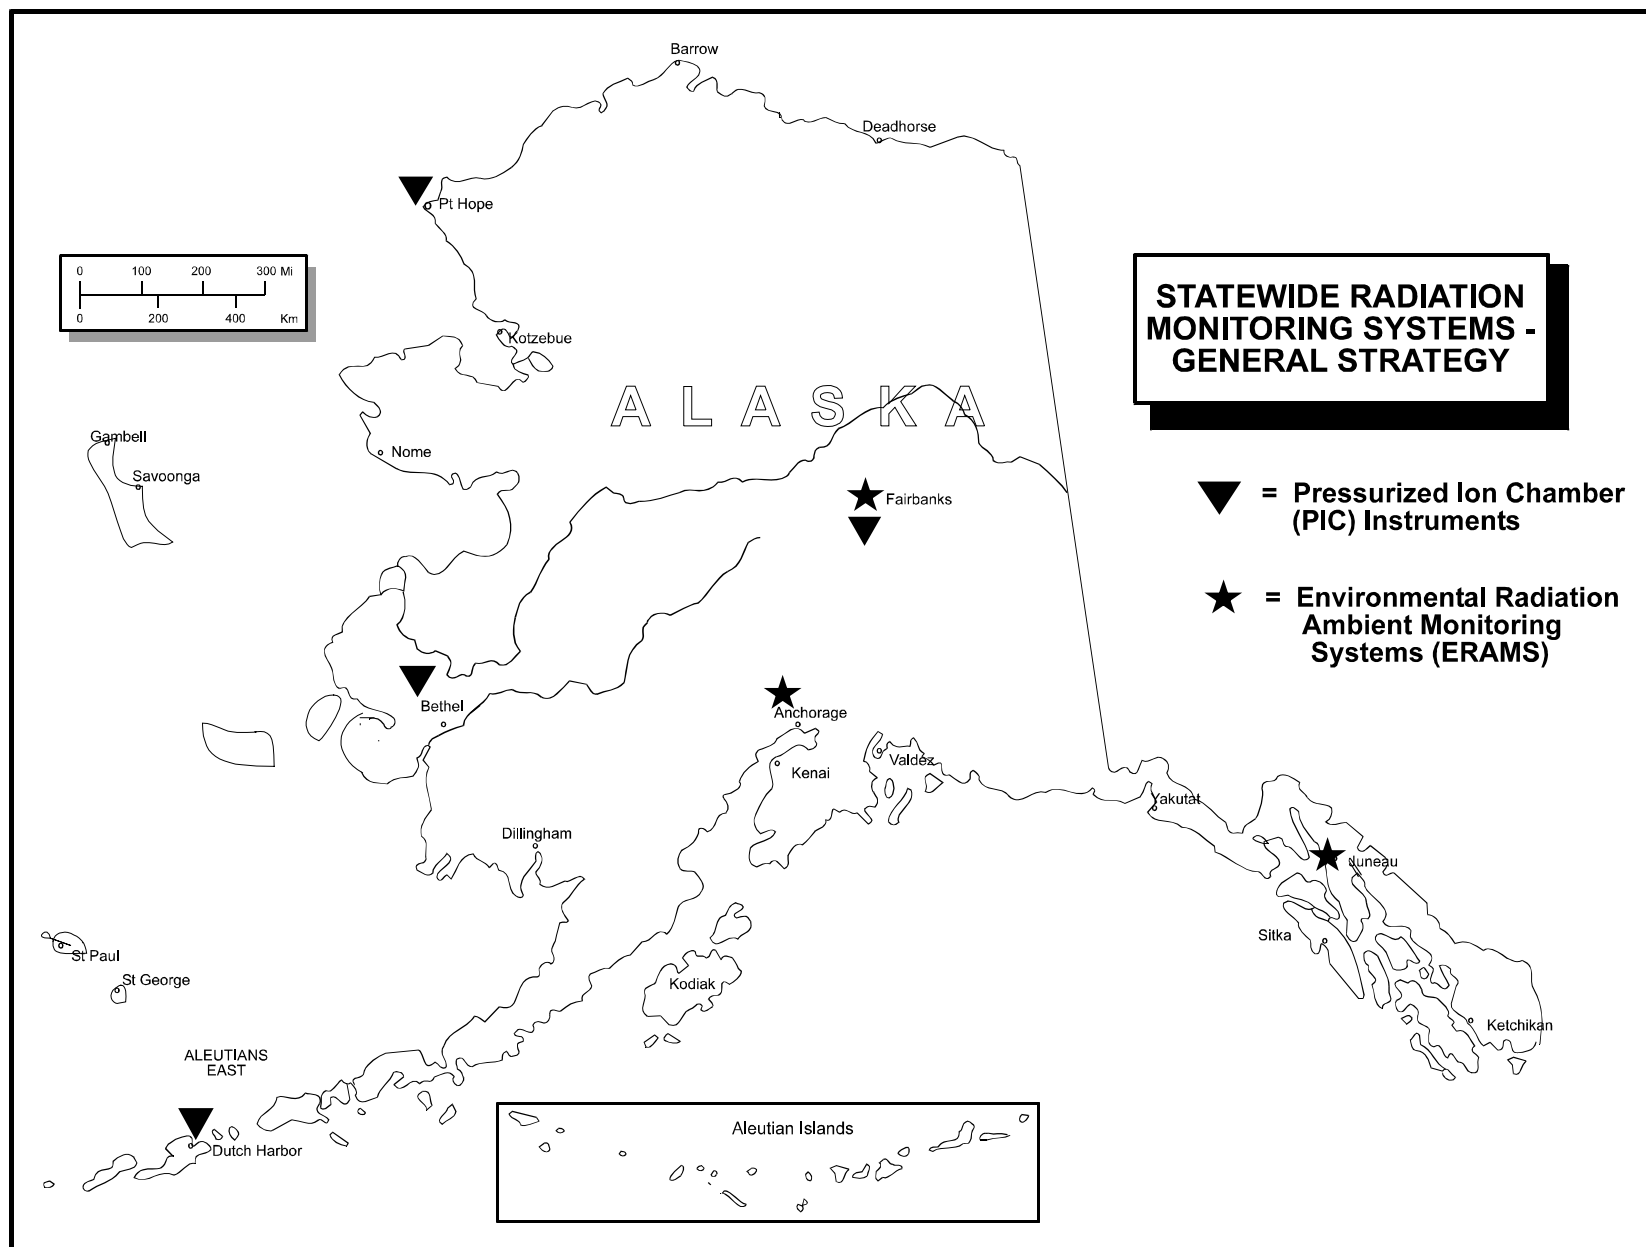 Barrow
Deadhorse
Pt Hope
0 100 200 300 Mi
0 200 400 Km
STATEWIDE RADIATION
MONITORING SYSTEMS -
GENERAL STRATEGY
Kotzebue
ALASKA
Gambell
Nome
Savoonga
Fairbanks
= Pressurized Ion Chamber
(PIC) Instruments
= Environmental Radiation
Ambient Monitoring
Systems (ERAMS)
Bethel
Anchorage
Valdez
Kenai
Yakutat
Dillingham
Juneau
Sitka
St Paul
St George
Kodiak
Ketchikan
ALEUTIANS
EAST
Aleutian Islands
Dutch Harbor